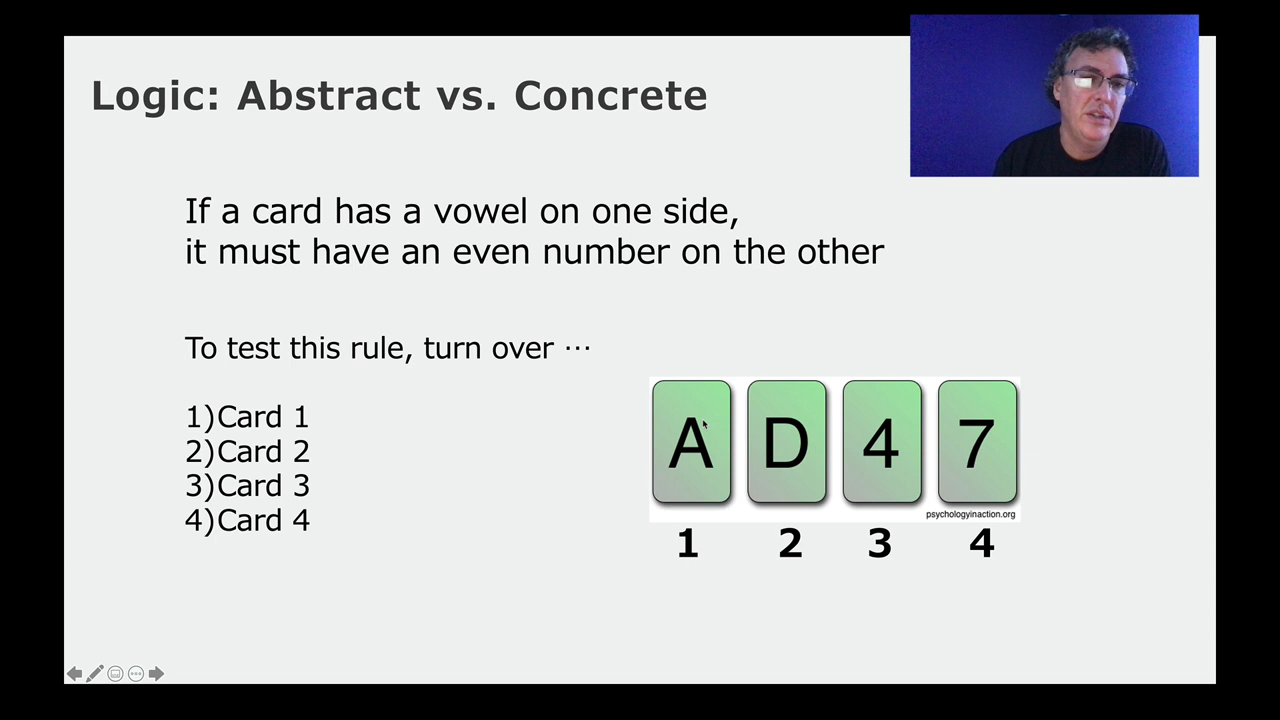 Logic: Abstract vs. Concrete
If a card has a vowel on one side,
it must have an even number on the other
To test this rule, turn over …
1)Card 1
2)Card 2
3)Card 3
4)Card 4
A D 4 7
psychologyinaction.org
1 2 3 4